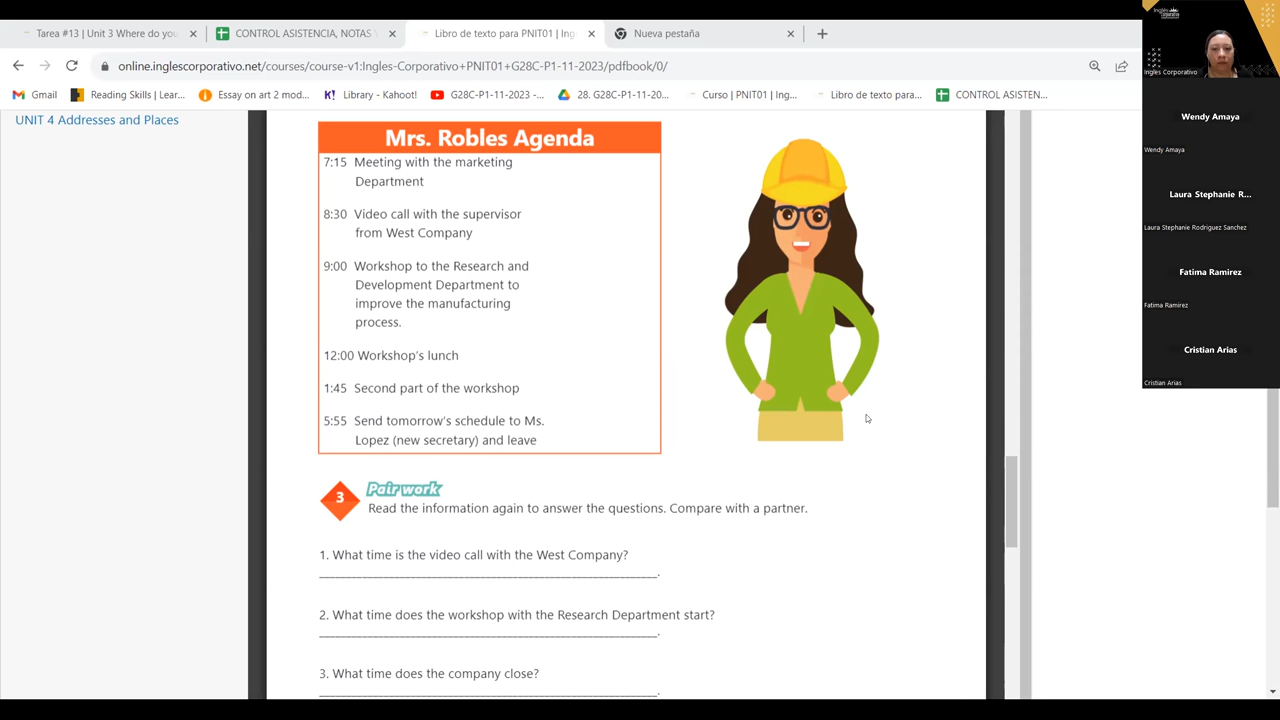 Tarea #13 | Unit 3 Where do you
CONTROL ASISTENCIA, NOTAS Y
Libro de texto para PNIT01 | Ing
Nueva pestaña
online.inglescorporativo.net/courses/course-v1:Ingles-Corporativo+PNIT01+G28C-P1-11-2023/pdfbook/0/
Gmail
Reading Skills | Lear...
Essay on art 2 mod...
Library - Kahoot!
G28C-P1-11-2023 -...
28. G28C-P1-11-20...
Curso | PNIT01 | Ing...
Libro de texto para...
CONTROL ASISTEN...
UNIT 4 Addresses and Places
Mrs. Robles Agenda
7:15 Meeting with the marketing
Department
8:30 Video call with the supervisor
from West Company
9:00 Workshop to the Research and
Development Department to
improve the manufacturing
process.
12:00 Workshop's lunch
1:45 Second part of the workshop
5:55 Send tomorrow's schedule to Ms.
Lopez (new secretary) and leave
3
Pair work
Read the information again to answer the questions. Compare with a partner.
1. What time is the video call with the West Company?
2. What time does the workshop with the Research Department start?
3. What time does the company close?
Inglés
Corporativo
Ingles Corporativo
Wendy Amaya
Wendy Amaya
Laura Stephanie R...
Laura Stephanie Rodriguez Sanchez
Fatima Ramirez
Fatima Ramirez
Cristian Arias
Cristian Arias